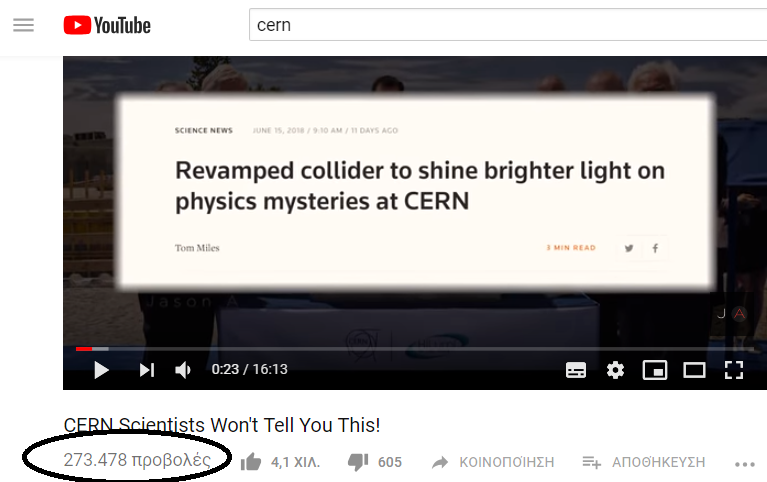 YouTube
cern
SCIENCE NEWS JUNE 15, 2018 / 9:10 AM / 11 DAYS AGO
Revamped collider to shine brighter light on
physics mysteries at CERN
Tom Miles 3 MIN READ
Jason A
J A
0:23 / 16:13
CERN Scientists Won't Tell You This!
273.478 προβολές 4,1 ΧΙΛ. 605 ΚΟΙΝΟΠΟΊΗΣΗ ΑΠΟΘΉΚΕΥΣΗ